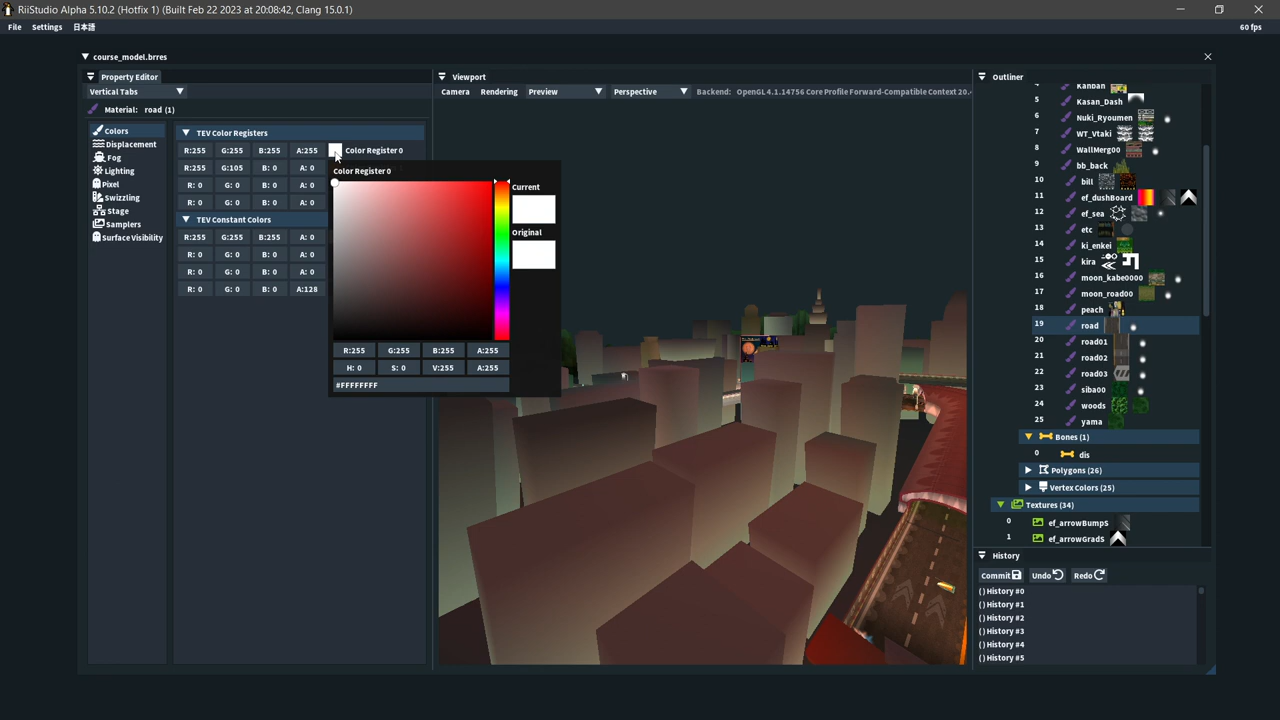 RiiStudio Alpha 5.10.2 (Hotfix 1) (Built Feb 22 2023 at 20:08:42, Clang 15.0.1)
File Settings 日本語 60 fps
course_model.brres
Property Editor
Vertical Tabs
Material: road (1)
Colors
Displacement
Fog
Lighting
Pixel
Swizzling
Stage
Samplers
Surface Visibility
TEV Color Registers
R:255 G:255 B:255 A:255 Color Register 0
R:255 G:105 B: 0 A: 0
R: 0 G: 0 B: 0 A: 0
R: 0 G: 0 B: 0 A: 0
TEV Constant Colors
R:255 G:255 B:255 A: 0
R: 0 G: 0 B: 0 A: 0
R: 0 G: 0 B: 0 A: 0
R: 0 G: 0 B: 0 A:128
Color Register 0
Current
Original
R:255 G:255 B:255 A:255
H: 0 S: 0 V:255 A:255
#FFFFFFFF
Viewport
Camera Rendering Preview Perspective Backend: OpenGL 4.1.14756 Core Profile Forward-Compatible Context 20.
Outliner
4 Kanban
5 Kasan_Dash
6 Nuki_Ryoumen
7 WT_Vtaki
8 WallMerg00
9 bb_back
10 bill
11 ef_dushBoard
12 ef_sea
13 etc
14 ki_enkei
15 kira
16 moon_kabe0000
17 moon_road00
18 peach
19 road
20 road01
21 road02
22 road03
23 siba00
24 woods
25 yama
Bones (1)
0 dis
Polygons (26)
Vertex Colors (25)
Textures (34)
0 ef_arrowBumpS
1 ef_arrowGradS
History
Commit Undo Redo
() History #0
() History #1
() History #2
() History #3
() History #4
() History #5